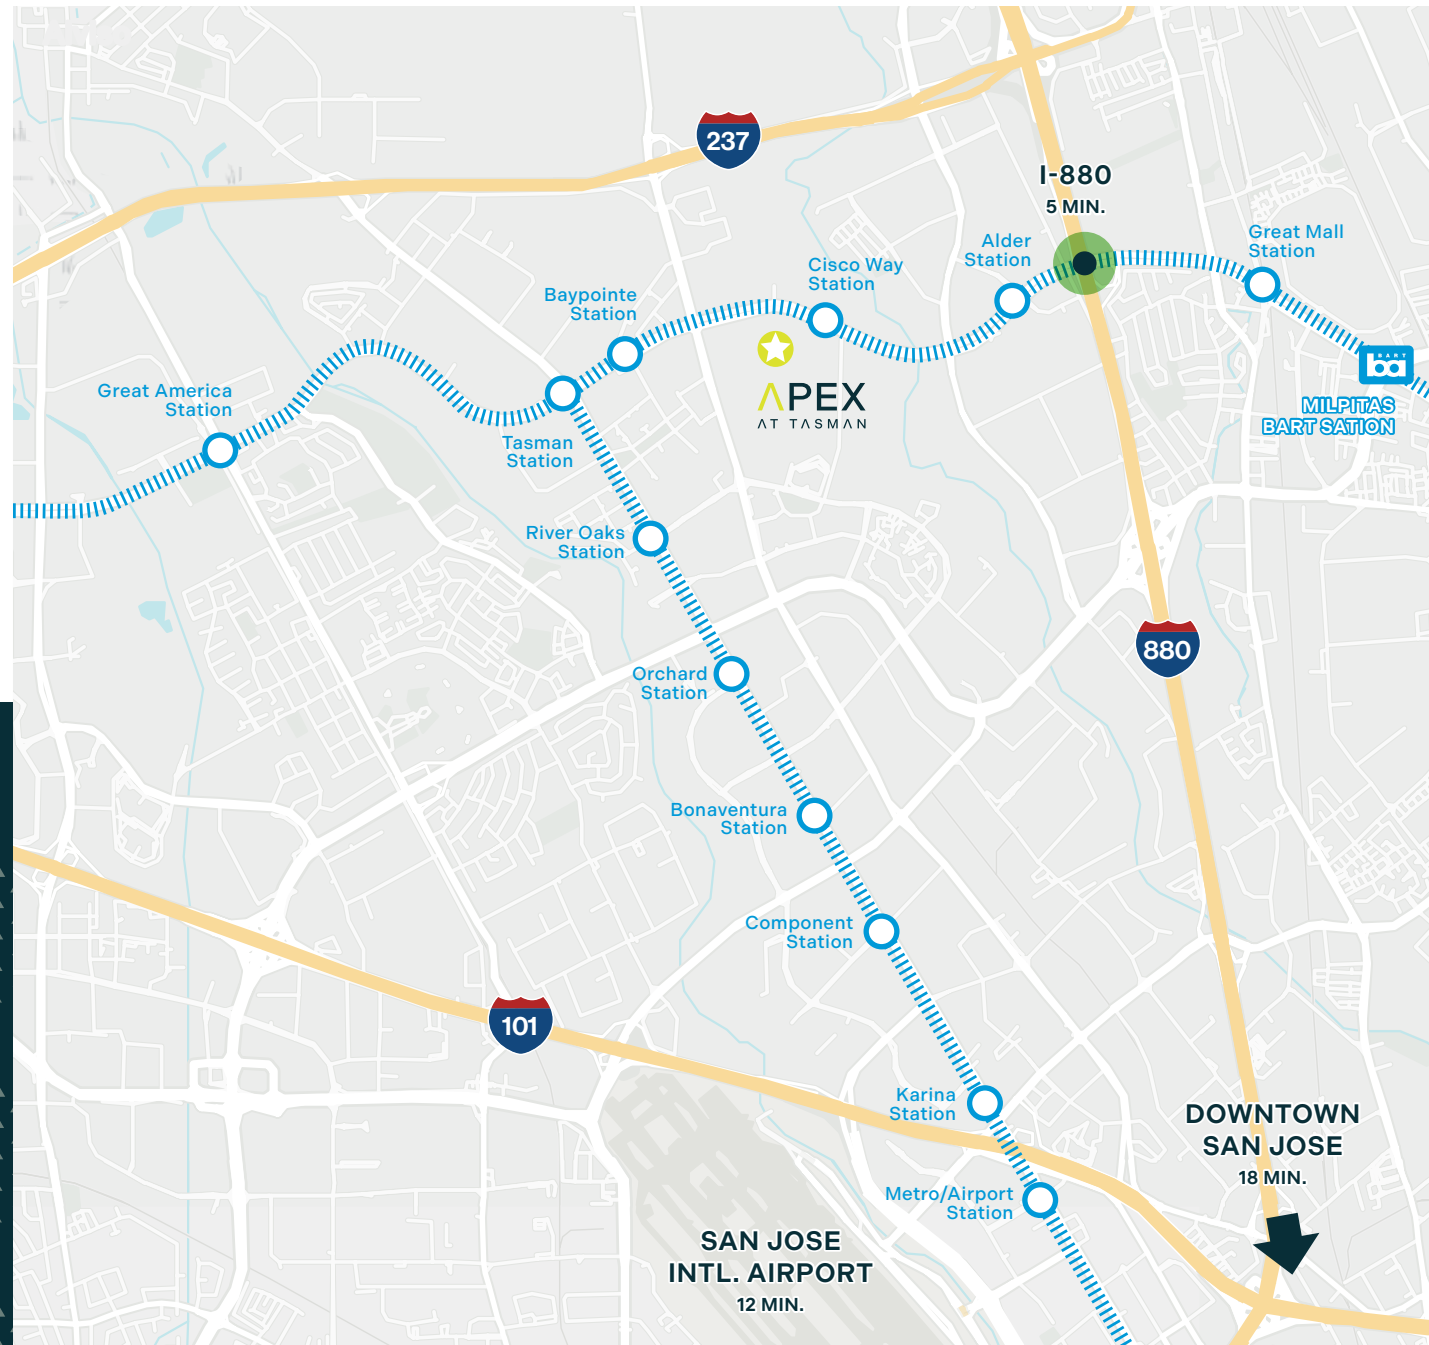 237
I-880
5 MIN.
Alder
Station
Great Mall
Station
Cisco Way
Station
Baypointe
Station
BART
ba
MILPITAS
BART SATION
APEX
AT TASMAN
Great America
Station
Tasman
Station
River Oaks
Station
880
Orchard
Station
Bonaventura
Station
Component
Station
101
Karina
Station
DOWNTOWN
SAN JOSE
18 MIN.
Metro/Airport
Station
SAN JOSE
INTL. AIRPORT
12 MIN.